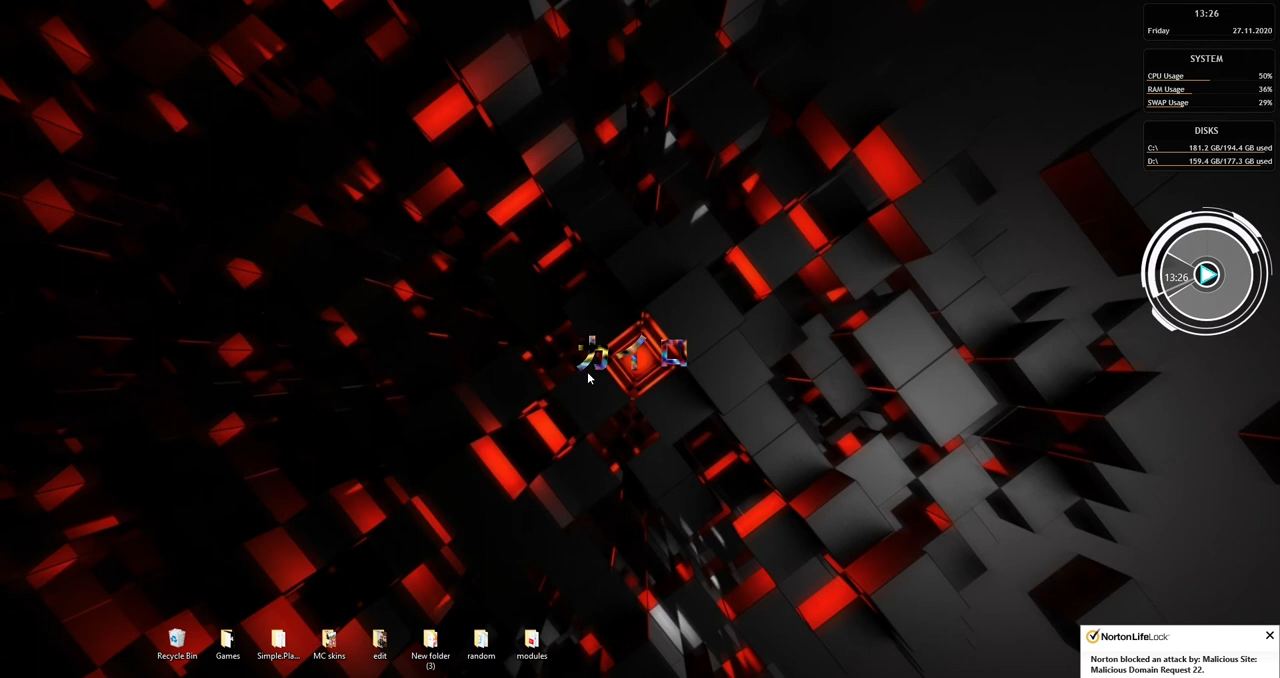 13:26
Friday 27.11.2020
SYSTEM
CPU Usage 50%
RAM Usage 36%
SWAP Usage 29%
DISKS
C:\ 181.2 GB/194.4 GB used
D:\ 159.4 GB/177.3 GB used
13:26
カイロ
Recycle Bin
Games
Simple.Pla...
MC skins
edit
New folder
(3)
random
modules
NortonLifeLock
Norton blocked an attack by: Malicious Site:
Malicious Domain Request 22.